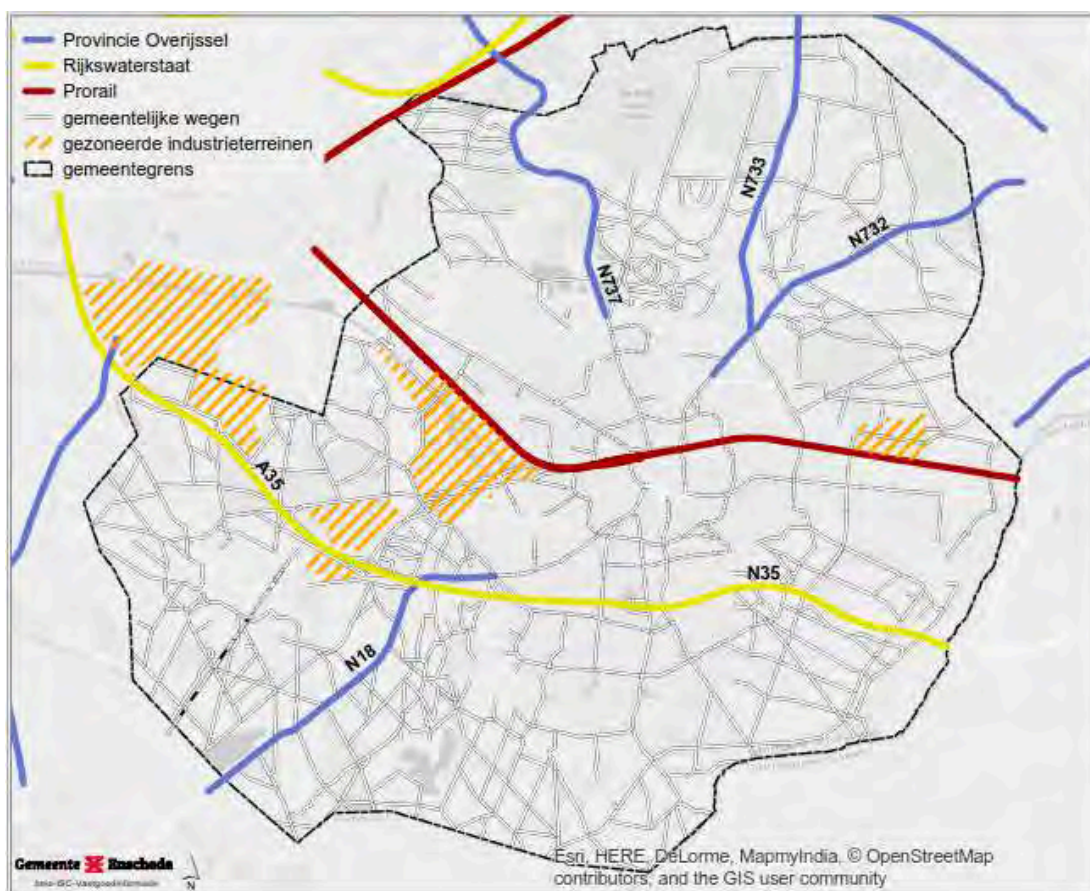 Provincie Overijssel
Rijkswaterstaat
Prorail
gemeentelijke wegen
gezoneerde industrieterreinen
gemeentegrens
N733
N732
N737
A35
N35
N18
Gemeente Enschede
N
Esri, HERE, DeLorme, MapmyIndia, © OpenStreetMap
contributors, and the GIS user community